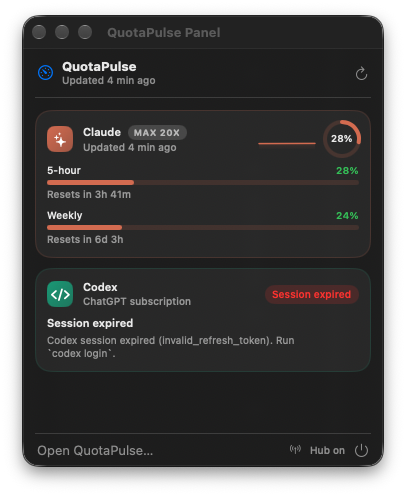 QuotaPulse Panel
QuotaPulse
Updated 4 min ago
Claude MAX 20X
Updated 4 min ago
28%
5-hour 28%
Resets in 3h 41m
Weekly 24%
Resets in 6d 3h
</> Codex
ChatGPT subscription
Session expired
Session expired
Codex session expired (invalid_refresh_token). Run
`codex login`.
Open QuotaPulse... Hub on